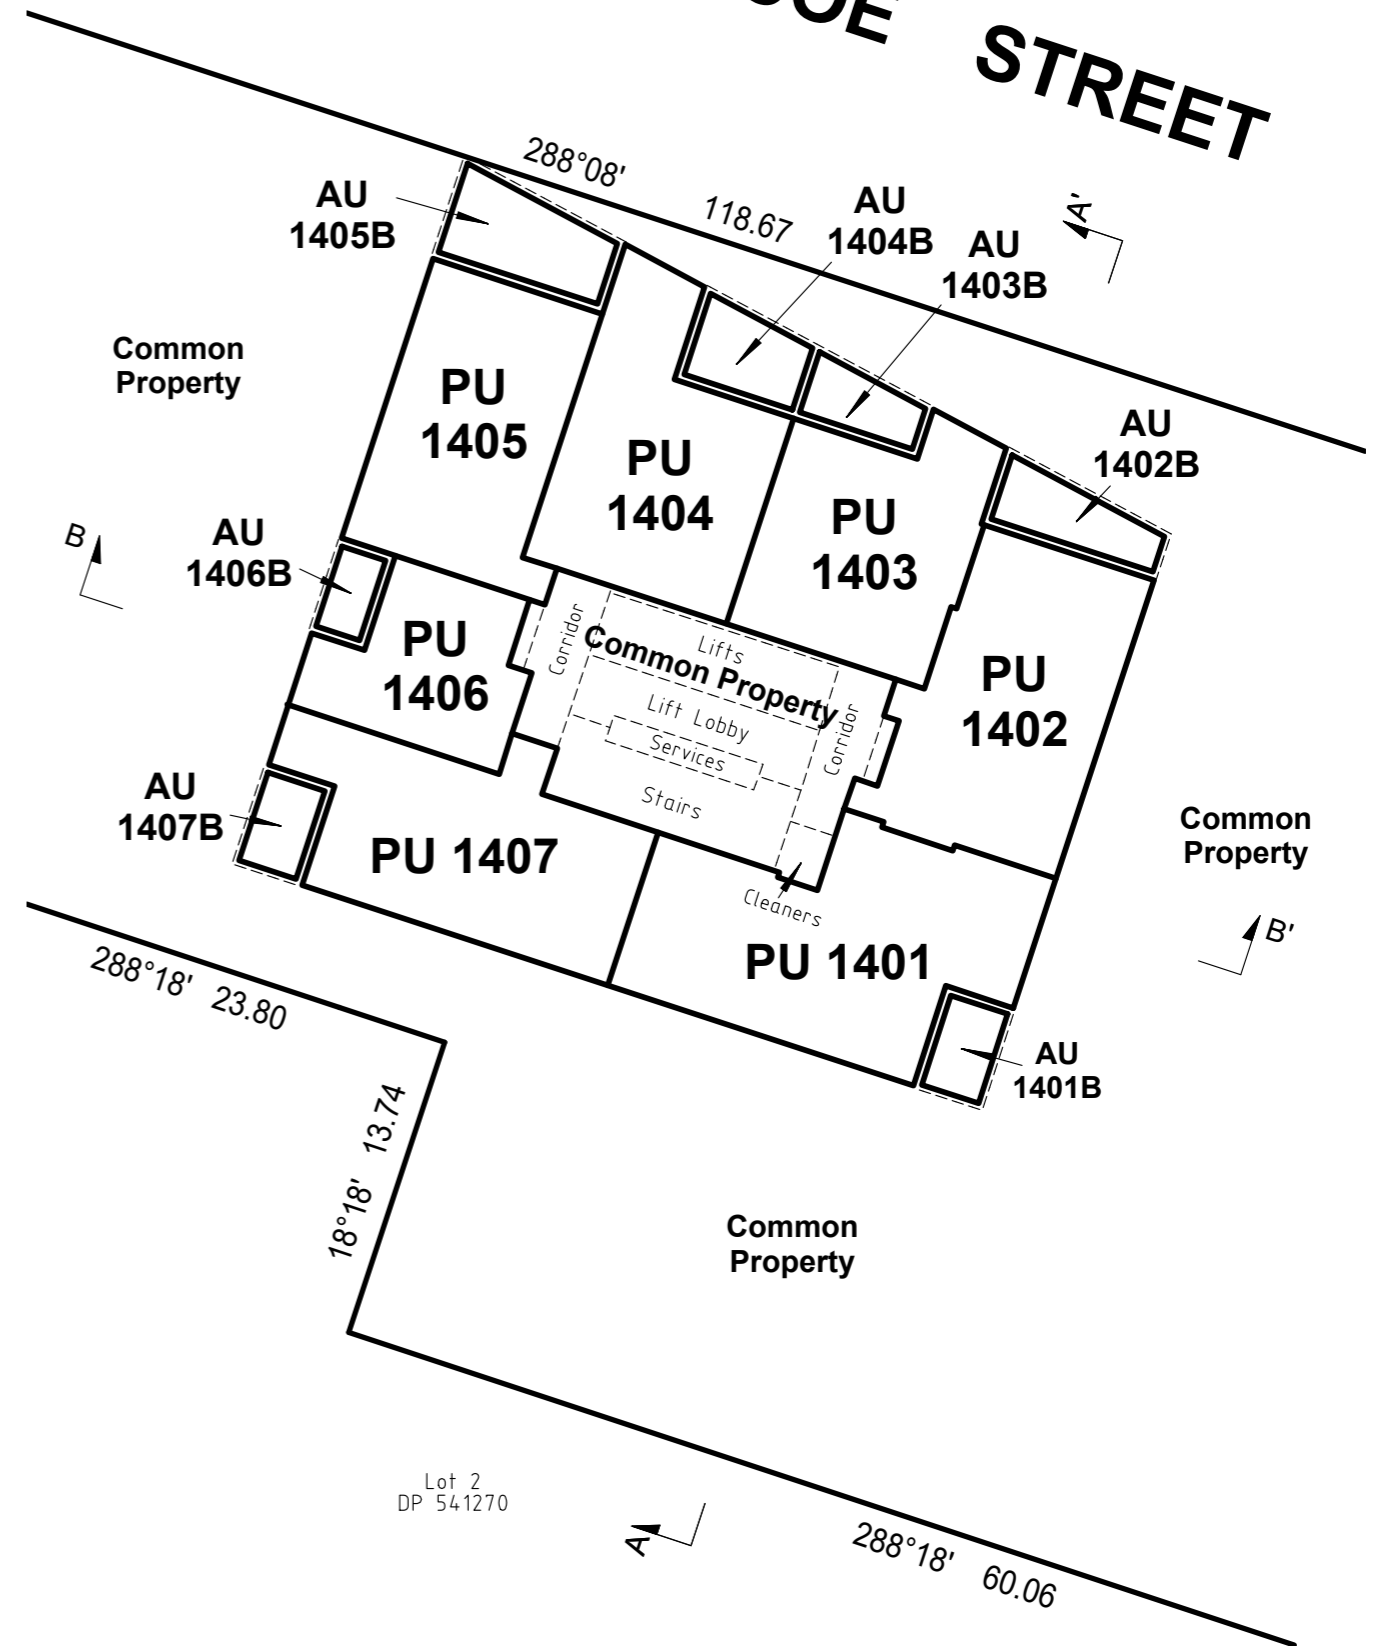 STREET
288°08'
118.67
AU
1405B
AU
1404B
AU
1403B
A'
Common
Property
PU
1405
AU
1402B
PU
1404
PU
1403
B
AU
1406B
PU
1406
Corridor
Lifts
Common Property
Lift Lobby
Services
Stairs
Corridor
PU
1402
AU
1407B
PU 1407
Common
Property
Cleaners
PU 1401
B'
288°18' 23.80
AU
1401B
18°18' 13.74
Common
Property
Lot 2
DP 541270
A
288°18' 60.06